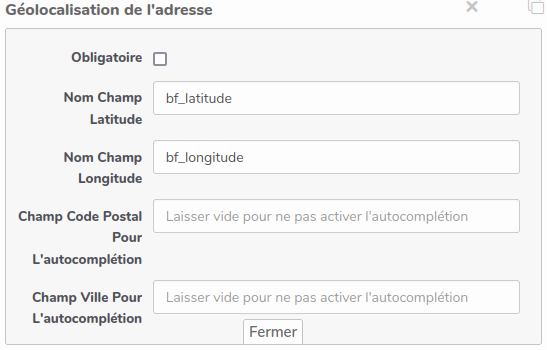 Géolocalisation de l'adresse
Obligatoire
Nom Champ
Latitude
bf_latitude
Nom Champ
Longitude
bf_longitude
Champ Code Postal
Pour
L'autocomplétion
Laisser vide pour ne pas activer l'autocomplétion
Champ Ville Pour
L'autocomplétion
Laisser vide pour ne pas activer l'autocomplétion
Fermer